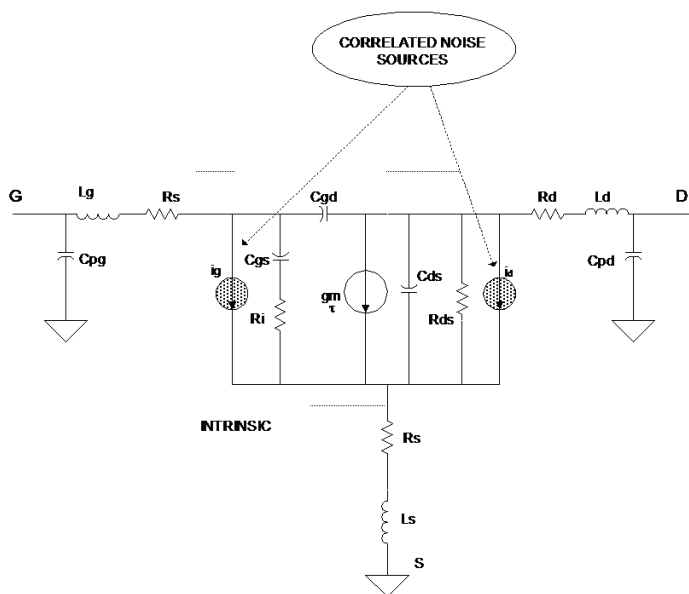 CORRELATED NOISE
SOURCES
G
Lg
Rs
Cgd
Rd
Ld
D
Cpg
ig
Cgs
Ri
gm
τ
Cds
Rds
id
Cpd
INTRINSIC
Rs
Ls
S